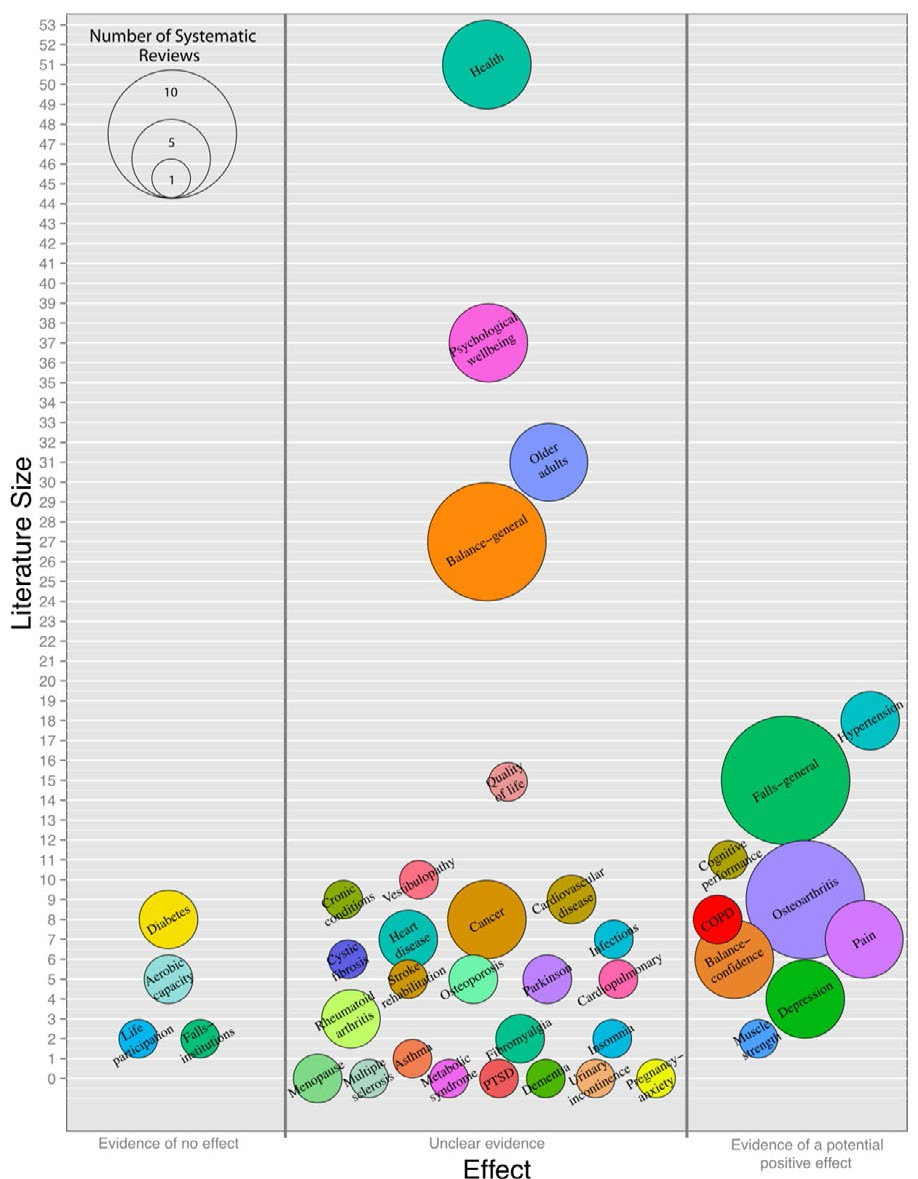 Number of Systematic
Reviews
10
5
1
53
52
51
50
49
48
47
46
45
44
43
42
41
40
39
38
37
36
35
34
33
32
31
30
29
28
27
26
25
24
23
22
21
20
19
18
17
16
15
14
13
12
11
10
9
8
7
6
5
4
3
2
1
0
Literature Size
Health
Psychological
wellbeing
Older
adults
Balance-general
Hypertension
Falls-general
Quality
of life
Cognitive
performance
Vestibulopathy
Cronic
conditions
Cardiovascular
disease
Osteoarthritis
Diabetes
Cancer
COPD
Heart
disease
Infections
Pain
Cystic
fibrosis
Balance-
confidence
Aerobic
capacity
Stroke
rehabilitation
Osteoporosis
Parkinson
Cardiopulmonary
Depression
Rheumatoid
arthritis
Life
participation
Falls-
institutions
Fibromyalgia
Insomnia
Muscle
strength
Asthma
Menopause
Multiple
sclerosis
Metabolic
syndrome
PTSD
Dementia
Urinary
incontinence
Pregnancy-
anxiety
Evidence of no effect
Unclear evidence
Evidence of a potential
positive effect
Effect